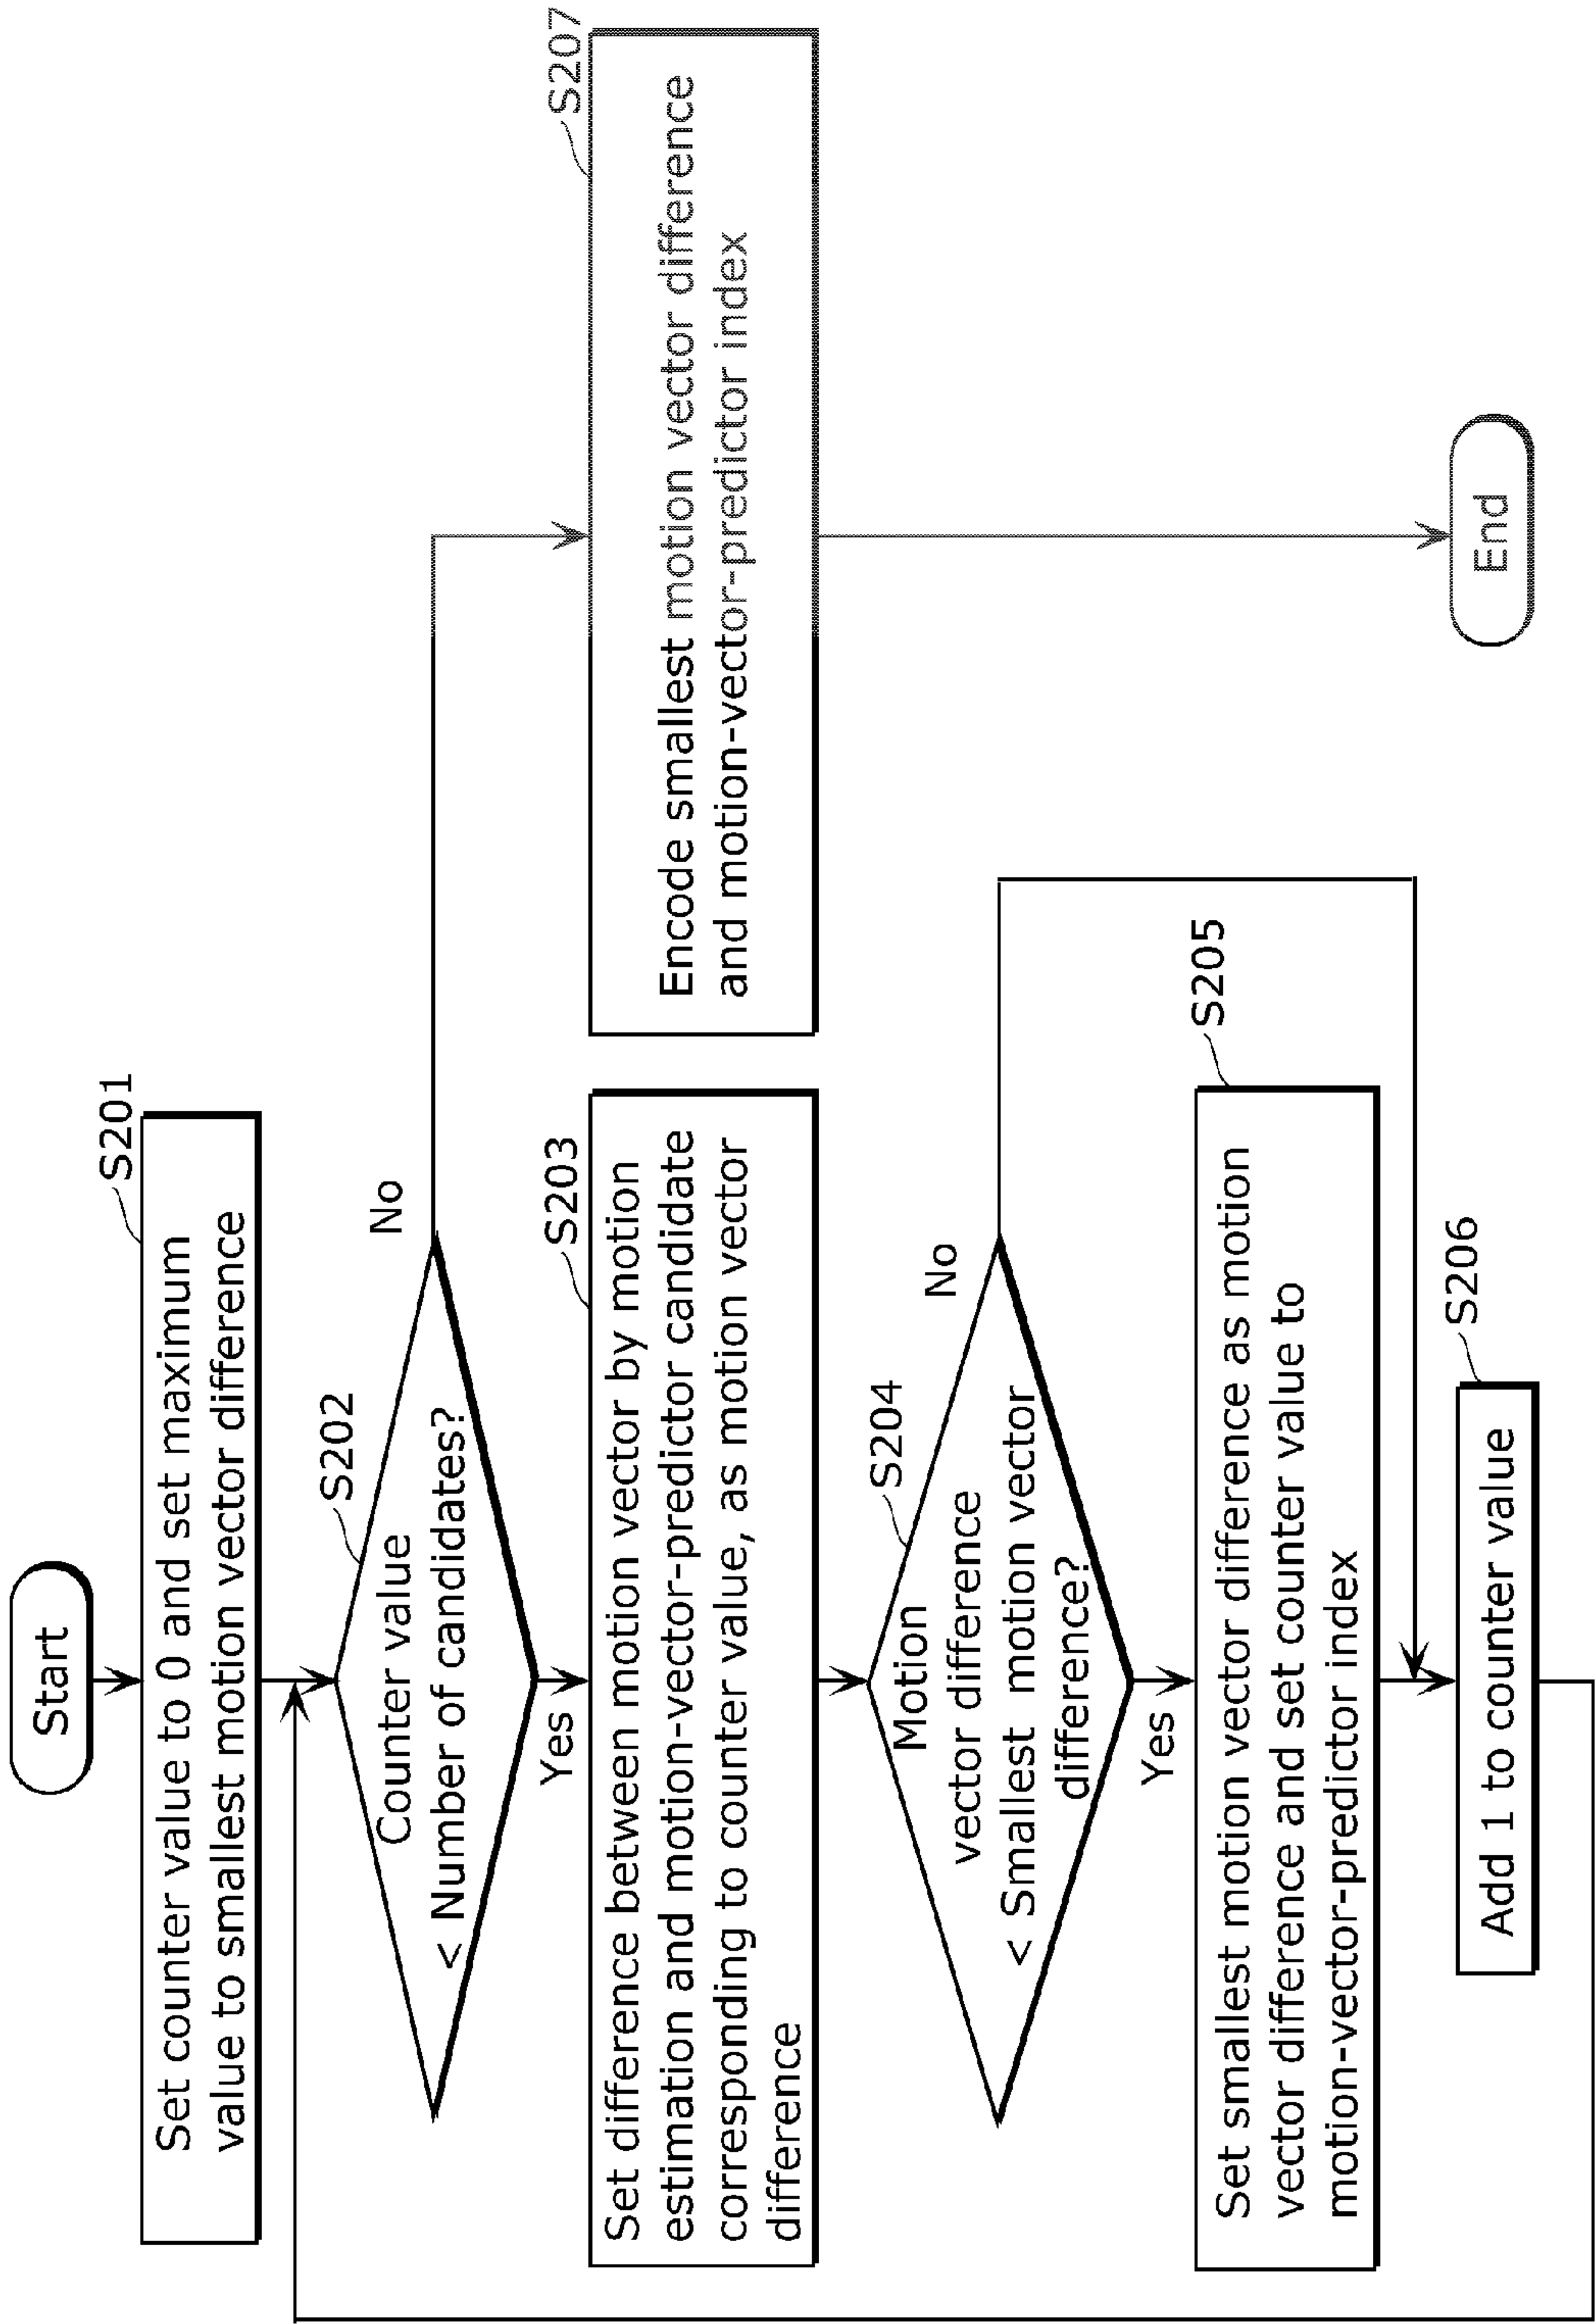 Start
S201
Set counter value to 0 and set maximum
value to smallest motion vector difference
S202
Counter value
< Number of candidates?
No
Yes
S203
Set difference between motion vector by motion
estimation and motion-vector-predictor candidate
corresponding to counter value, as motion vector
difference
S207
Encode smallest motion vector difference
and motion-vector-predictor index
S204
Motion
vector difference
< Smallest motion vector
difference?
No
Yes
S205
Set smallest motion vector difference as motion
vector difference and set counter value to
motion-vector-predictor index
S206
Add 1 to counter value
End